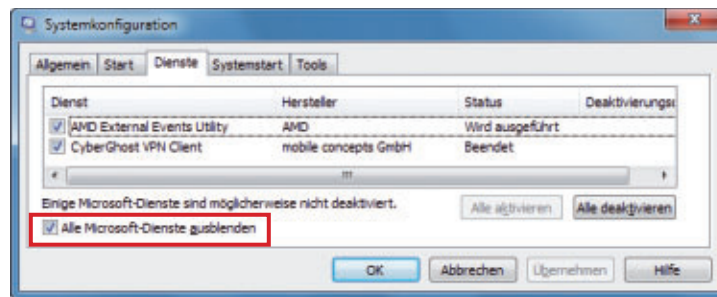 Systemkonfiguration
Allgemein Start Dienste Systemstart Tools
Dienst Hersteller Status Deaktivierungs
AMD External Events Utility AMD Wird ausgeführt
CyberGhost VPN Client mobile concepts GmbH Beendet
Einige Microsoft-Dienste sind möglicherweise nicht deaktiviert.
Alle aktivieren Alle deaktivieren
Alle Microsoft-Dienste ausblenden
OK Abbrechen Übernehmen Hilfe